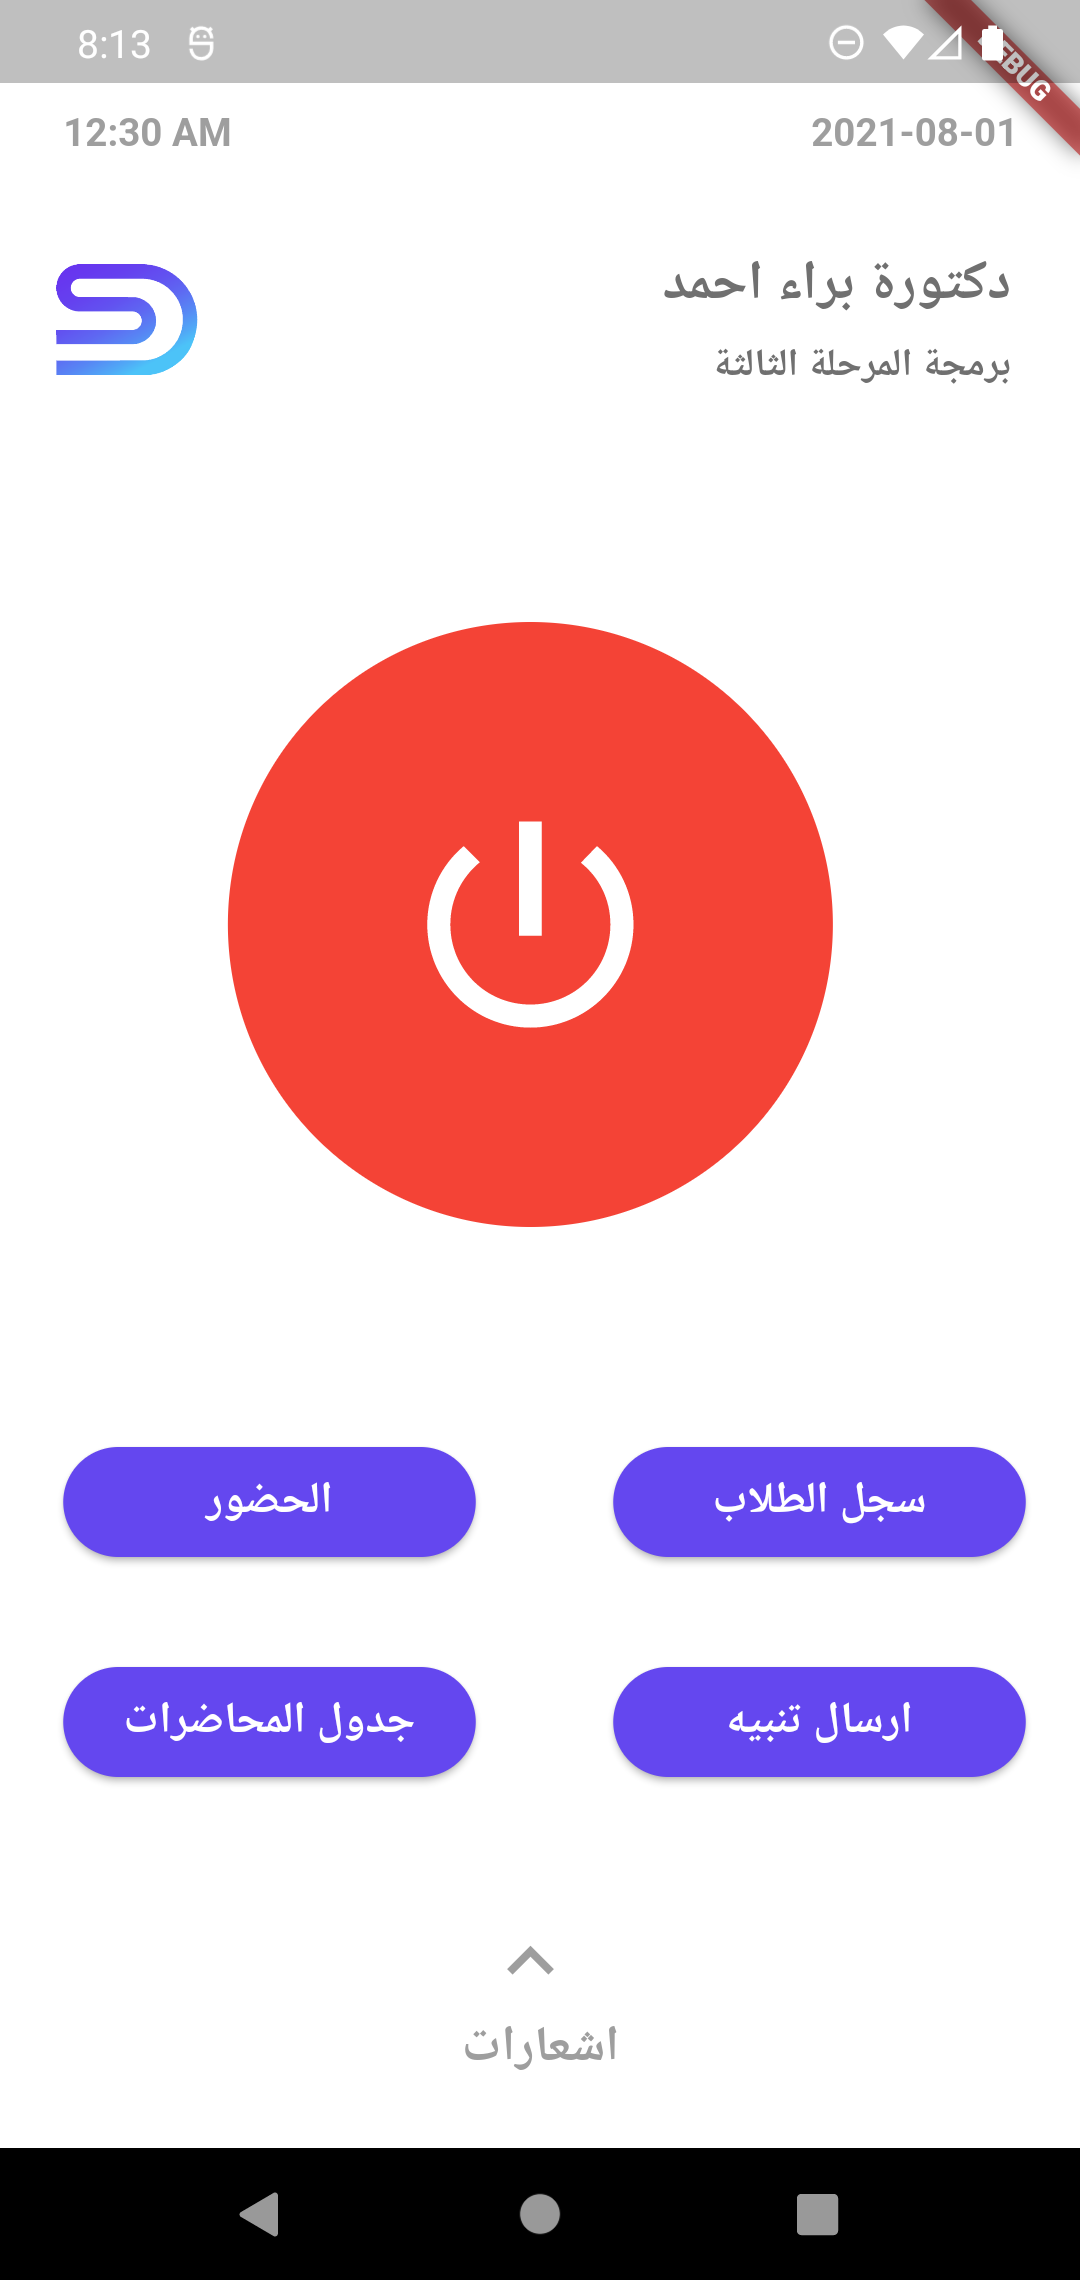 8:13
12:30 AM 2021-08-01
دكتورة براء احمد
برمجة المرحلة الثالثة
سجل الطلاب
الحضور
ارسال تنبيه
جدول المحاضرات
اشعارات